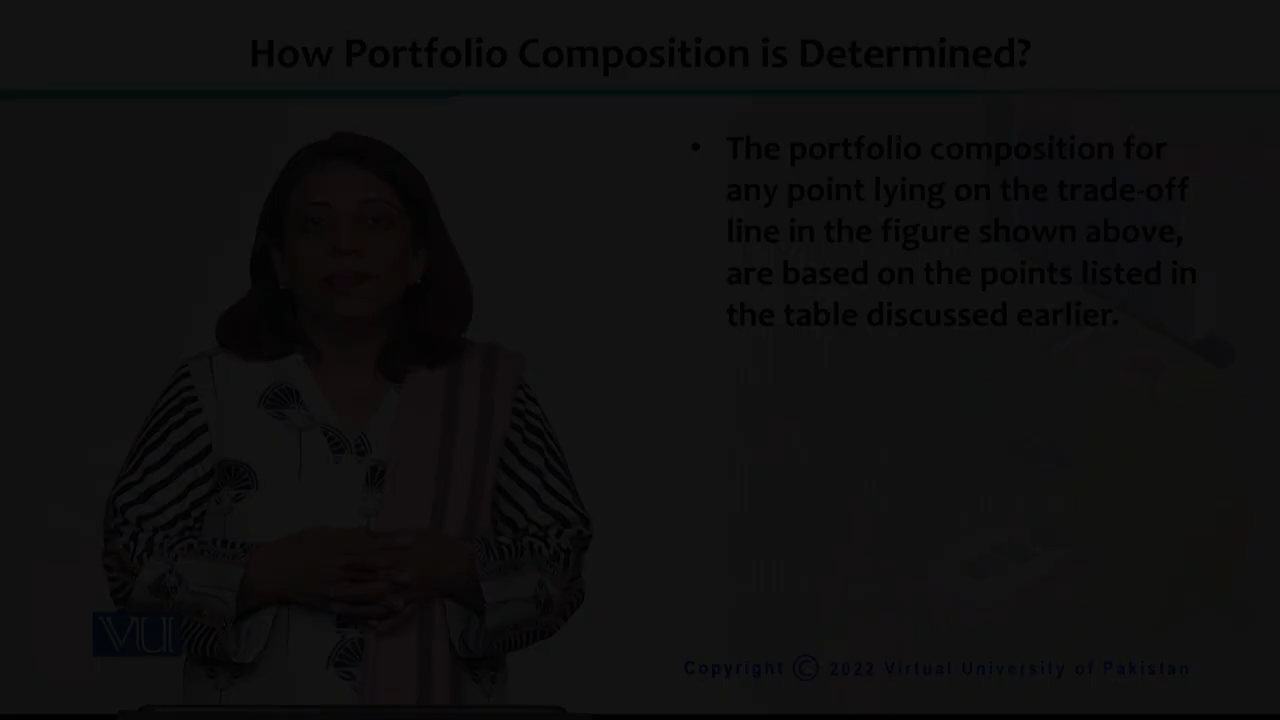 How Portfolio Composition is Determined?
• The portfolio composition for
any point lying on the trade-off
line in the figure shown above,
are based on the points listed in
the table discussed earlier.
VU
Copyright © 2022 Virtual University of Pakistan